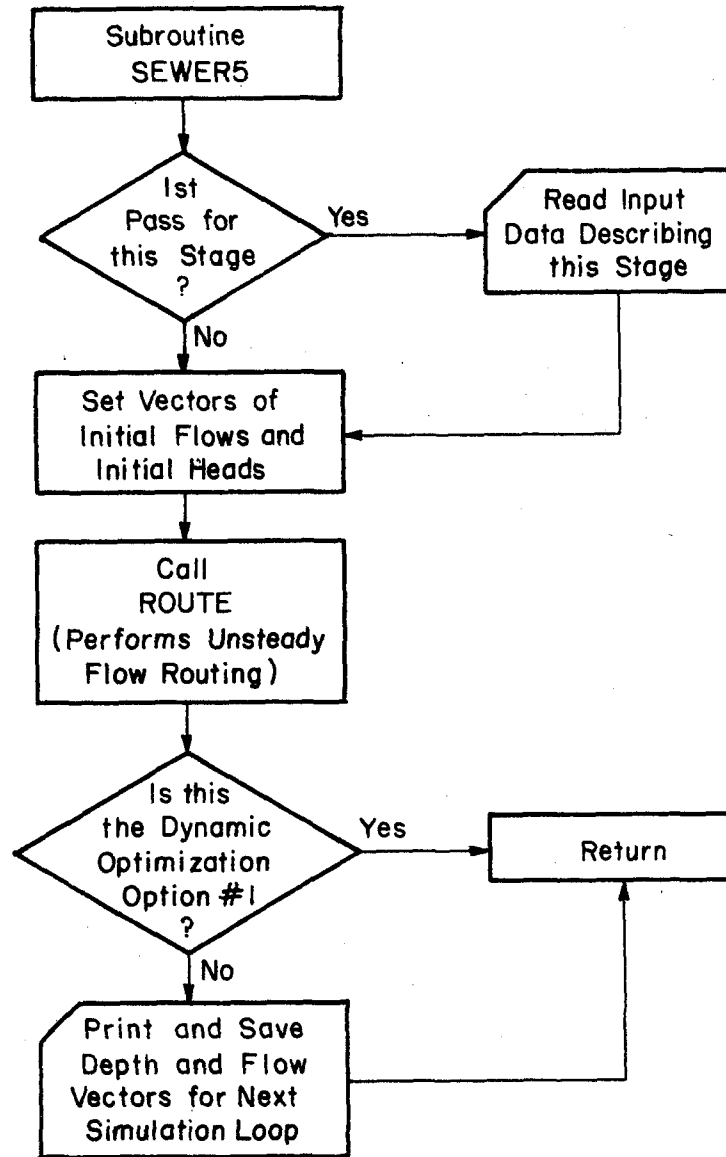 Subroutine
SEWER5
1st
Pass for
this Stage
?
Yes
Read Input
Data Describing
this Stage
No
Set Vectors of
Initial Flows and
Initial Heads
Call
ROUTE
(Performs Unsteady
Flow Routing)
Is this
the Dynamic
Optimization
Option #1
?
Yes
Return
No
Print and Save
Depth and Flow
Vectors for Next
Simulation Loop